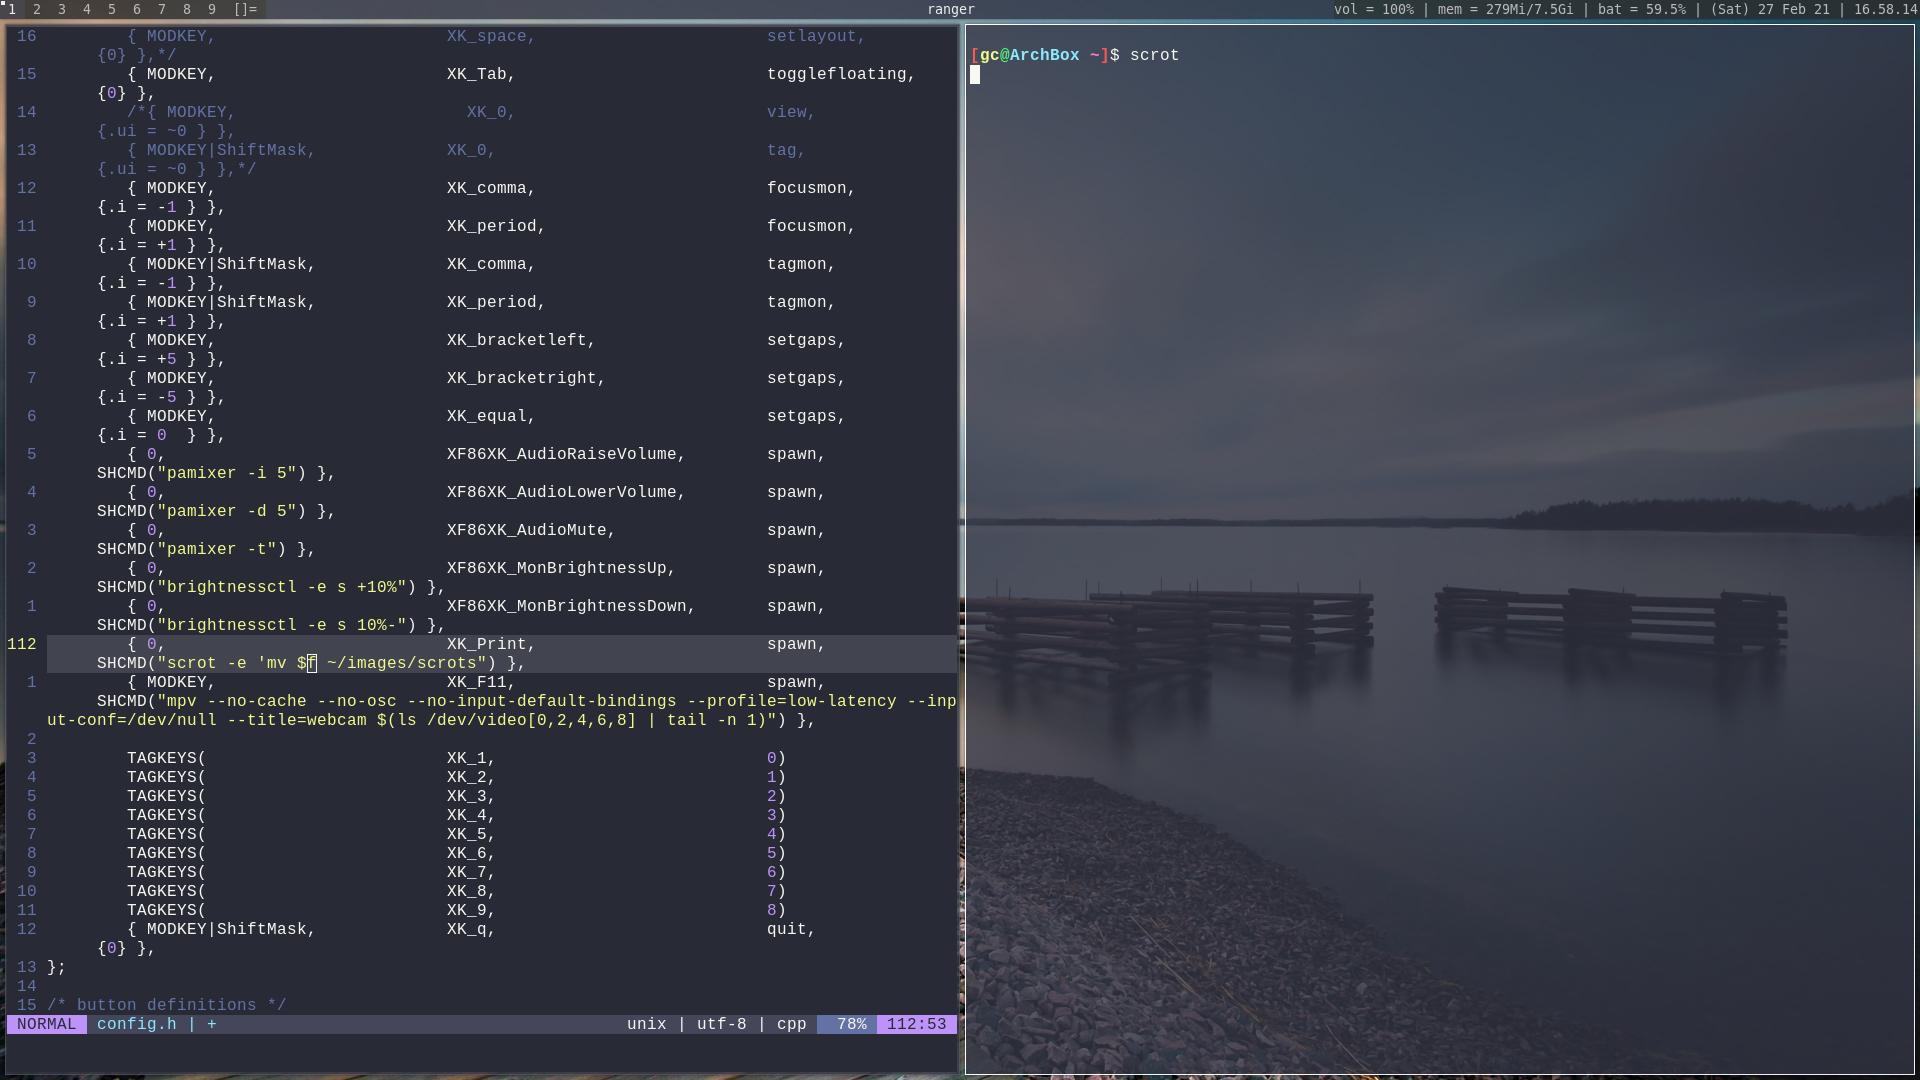 1 2 3 4 5 6 7 8 9 []= ranger vol = 100% | mem = 279Mi/7.5Gi | bat = 59.5% | (Sat) 27 Feb 21 | 16.58.14
16 { MODKEY, XK_space, setlayout,
{0} },*/
15 { MODKEY, XK_Tab, togglefloating,
{0} },
14 /*{ MODKEY, XK_0, view,
{.ui = ~0 } },
13 { MODKEY|ShiftMask, XK_0, tag,
{.ui = ~0 } },*/
12 { MODKEY, XK_comma, focusmon,
{.i = -1 } },
11 { MODKEY, XK_period, focusmon,
{.i = +1 } },
10 { MODKEY|ShiftMask, XK_comma, tagmon,
{.i = -1 } },
9 { MODKEY|ShiftMask, XK_period, tagmon,
{.i = +1 } },
8 { MODKEY, XK_bracketleft, setgaps,
{.i = +5 } },
7 { MODKEY, XK_bracketright, setgaps,
{.i = -5 } },
6 { MODKEY, XK_equal, setgaps,
{.i = 0 } },
5 { 0, XF86XK_AudioRaiseVolume, spawn,
SHCMD("pamixer -i 5") },
4 { 0, XF86XK_AudioLowerVolume, spawn,
SHCMD("pamixer -d 5") },
3 { 0, XF86XK_AudioMute, spawn,
SHCMD("pamixer -t") },
2 { 0, XF86XK_MonBrightnessUp, spawn,
SHCMD("brightnessctl -e s +10%") },
1 { 0, XF86XK_MonBrightnessDown, spawn,
SHCMD("brightnessctl -e s 10%-") },
112 { 0, XK_Print, spawn,
SHCMD("scrot -e 'mv $f ~/images/scrots") },
1 { MODKEY, XK_F11, spawn,
SHCMD("mpv --no-cache --no-osc --no-input-default-bindings --profile=low-latency --inp
ut-conf=/dev/null --title=webcam $(ls /dev/video[0,2,4,6,8] | tail -n 1)") },
2
3 TAGKEYS( XK_1, 0)
4 TAGKEYS( XK_2, 1)
5 TAGKEYS( XK_3, 2)
6 TAGKEYS( XK_4, 3)
7 TAGKEYS( XK_5, 4)
8 TAGKEYS( XK_6, 5)
9 TAGKEYS( XK_7, 6)
10 TAGKEYS( XK_8, 7)
11 TAGKEYS( XK_9, 8)
12 { MODKEY|ShiftMask, XK_q, quit,
{0} },
13 };
14
15 /* button definitions */
NORMAL config.h | + unix | utf-8 | cpp 78% 112:53
[gc@ArchBox ~]$ scrot